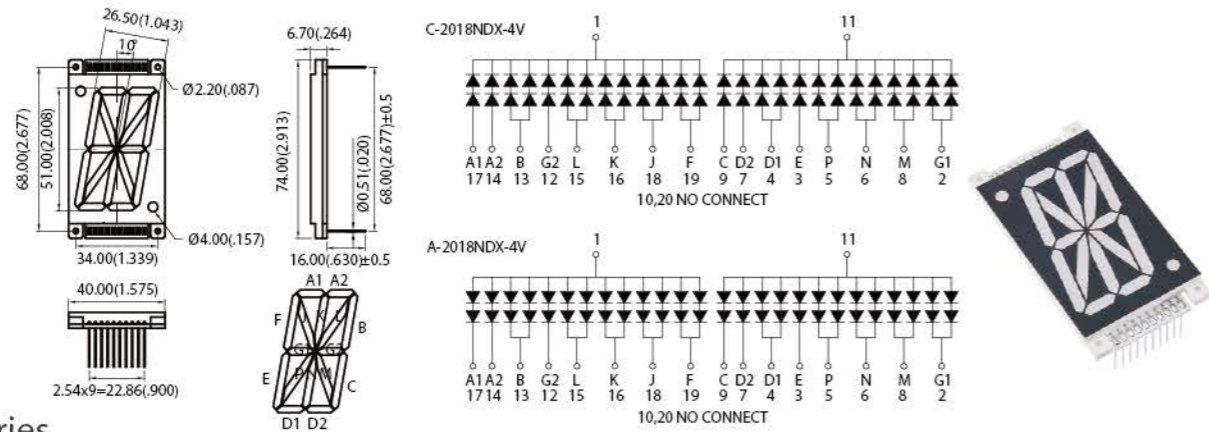 26.50(1.043)
10°
Ø2.20(.087)
68.00(2.677)
51.00(2.008)
Ø4.00(.157)
34.00(1.339)
40.00(1.575)
2.54x9=22.86(.900)
6.70(.264)
74.00(2.913)
Ø0.51(.020)
68.00(2.677)±0.5
16.00(.630)±0.5
A1 A2
F J K L B
G1 G2
E P N M C
D1 D2
C-2018NDX-4V
1 11
A1 A2 B G2 L K J F C D2 D1 E P N M G1
17 14 13 12 15 16 18 19 9 7 4 3 5 6 8 2
10,20 NO CONNECT
A-2018NDX-4V
1 11
A1 A2 B G2 L K J F C D2 D1 E P N M G1
17 14 13 12 15 16 18 19 9 7 4 3 5 6 8 2
10,20 NO CONNECT